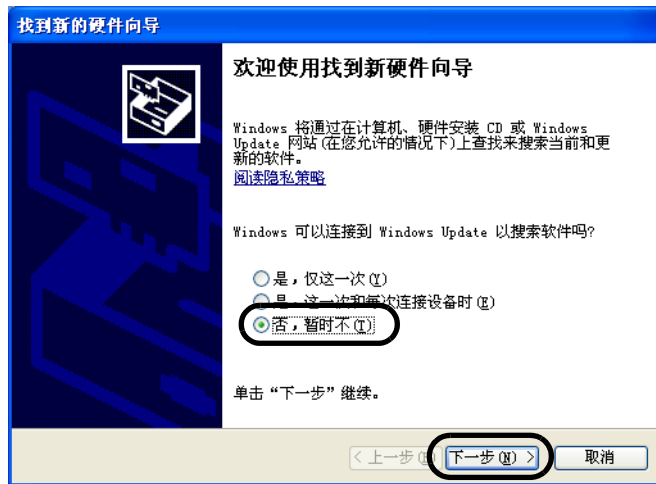 找到新的硬件向导
欢迎使用找到新硬件向导
Windows 将通过在计算机、硬件安装 CD 或 Windows
Update 网站(在您允许的情况下)上查找来搜索当前和更
新的软件。
阅读隐私策略
Windows 可以连接到 Windows Update 以搜索软件吗?
是，仅这一次(Y)
是，这一次和每次连接设备时(E)
否，暂时不(T)
单击“下一步”继续。
< 上一步(B) 下一步(N) > 取消